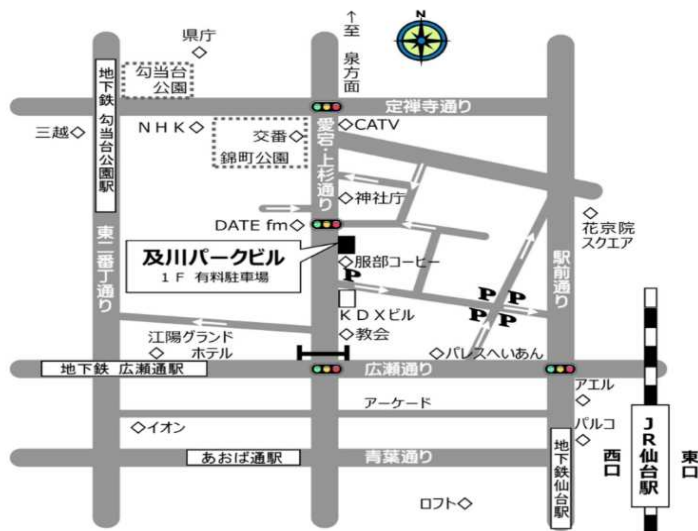 N
↑至 泉方面
県庁
勾当台
公園
地下鉄 勾当台公園駅
定禅寺通り
三越
NHK
交番
錦町公園
愛宕・上杉通り
CATV
神社庁
DATE fm
花京院
スクエア
及川パークビル
1F 有料駐車場
服部コーヒー
東二番丁通り
駅前通り
P
P P
P P
KDXビル
江陽グランド
ホテル
教会
パレスへいあん
地下鉄 広瀬通駅
広瀬通り
アエル
アーケード
パルコ
イオン
JR仙台駅
西口
東口
あおば通駅
青葉通り
地下鉄仙台駅
ロフト